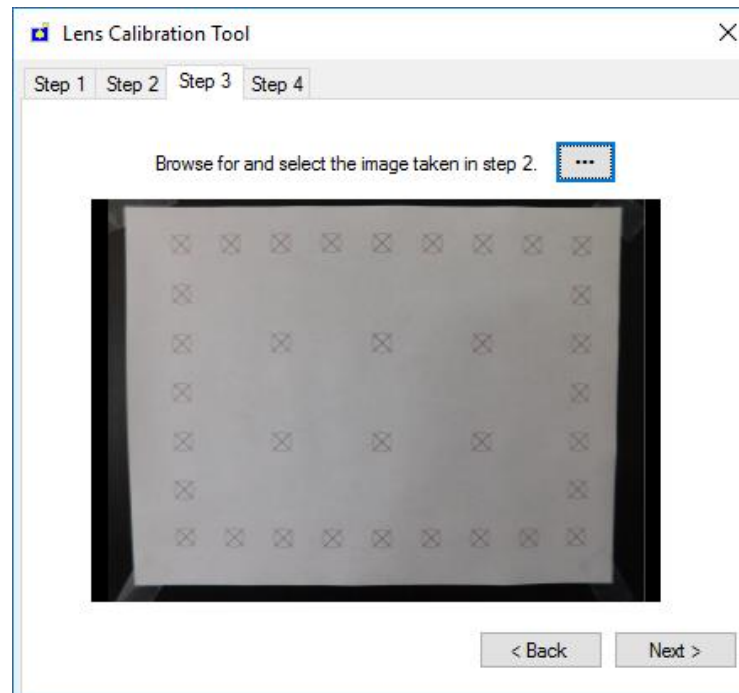 Lens Calibration Tool
Step 1 Step 2 Step 3 Step 4
Browse for and select the image taken in step 2. ...
< Back Next >